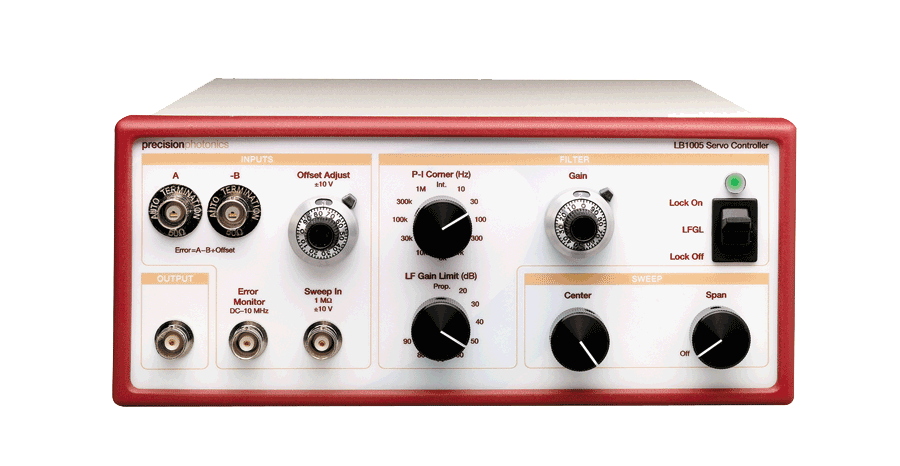 precisionphotonics
LB1005 Servo Controller
INPUTS
A
-B
AUTO TERMINATION
50Ω
AUTO TERMINATION
50Ω
Error=A–B+Offset
Offset Adjust
±10 V
OUTPUT
Error
Monitor
DC–10 MHz
Sweep In
1 MΩ
±10 V
FILTER
P-I Corner (Hz)
Int.
1M
10
300k
30
100k
100
30k
300
LF Gain Limit (dB)
Prop.
20
30
40
50
90
Gain
Lock On
LFGL
Lock Off
SWEEP
Center
Span
Off